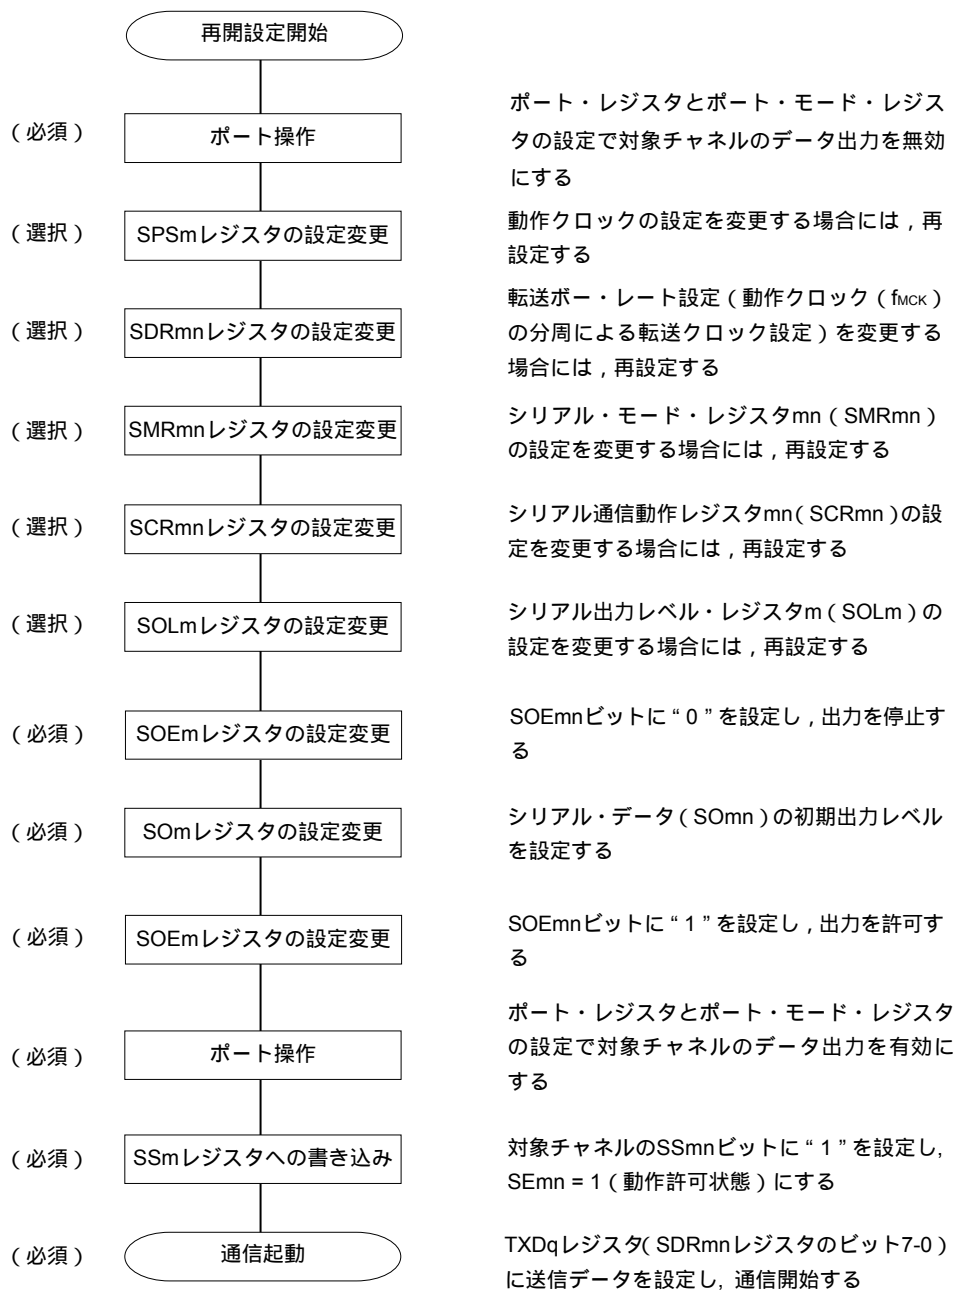 再開設定開始
（必須）
ポート操作
ポート・レジスタとポート・モード・レジス
タの設定で対象チャネルのデータ出力を無効
にする
（選択）
SPSmレジスタの設定変更
動作クロックの設定を変更する場合には，再
設定する
（選択）
SDRmnレジスタの設定変更
転送ボー・レート設定（動作クロック（fMCK）
の分周による転送クロック設定）を変更する
場合には，再設定する
（選択）
SMRmnレジスタの設定変更
シリアル・モード・レジスタmn（SMRmn）
の設定を変更する場合には，再設定する
（選択）
SCRmnレジスタの設定変更
シリアル通信動作レジスタmn（SCRmn）の設
定を変更する場合には，再設定する
（選択）
SOLmレジスタの設定変更
シリアル出力レベル・レジスタm（SOLm）の
設定を変更する場合には，再設定する
（必須）
SOEmレジスタの設定変更
SOEmnビットに“0”を設定し，出力を停止す
る
（必須）
SOmレジスタの設定変更
シリアル・データ（SOmn）の初期出力レベル
を設定する
（必須）
SOEmレジスタの設定変更
SOEmnビットに“1”を設定し，出力を許可す
る
（必須）
ポート操作
ポート・レジスタとポート・モード・レジスタ
の設定で対象チャネルのデータ出力を有効に
する
（必須）
SSmレジスタへの書き込み
対象チャネルのSSmnビットに“1”を設定し,
SEmn = 1（動作許可状態）にする
（必須）
通信起動
TXDqレジスタ（SDRmnレジスタのビット7-0）
に送信データを設定し, 通信開始する